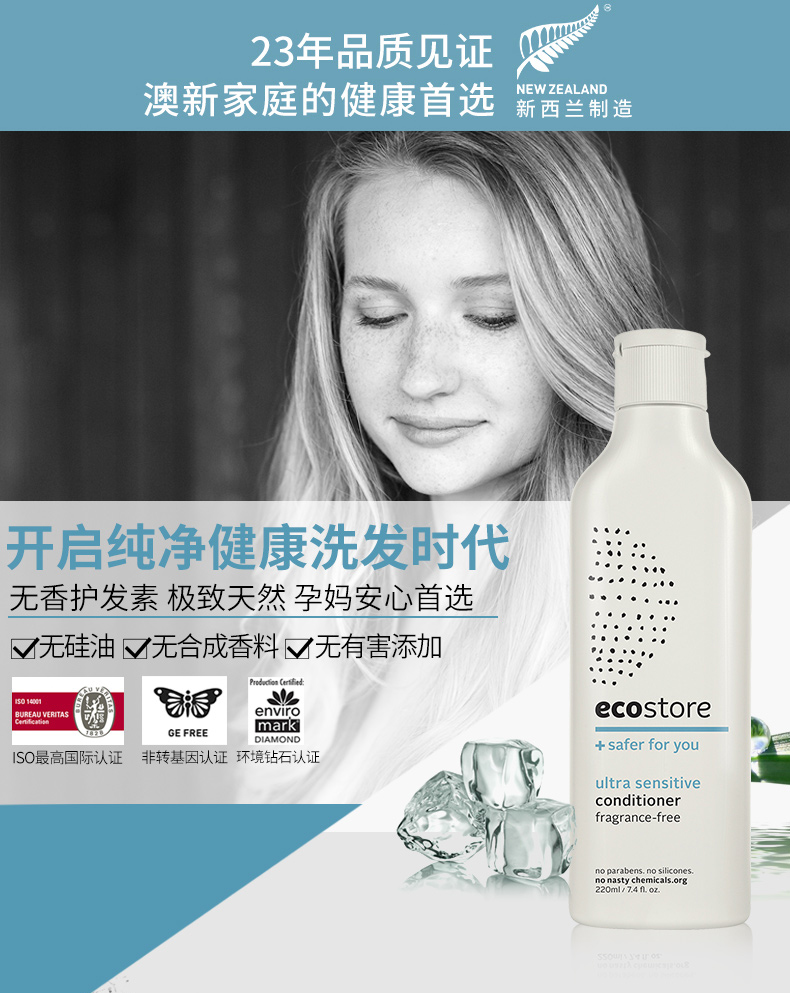 23年品质见证
澳新家庭的健康首选
NEW ZEALAND
新西兰制造
开启纯净健康洗发时代
无香护发素 极致天然 孕妈安心首选
无硅油 无合成香料 无有害添加
ISO 14001
BUREAU VERITAS
Certification
BUREAU VERITAS
1828
GE FREE
Production Certified:
enviro
mark
DIAMOND
ISO最高国际认证 非转基因认证 环境钻石认证
ecostore
+ safer for you
ultra sensitive
conditioner
fragrance-free
no parabens. no silicones.
no nasty chemicals.org
220ml / 7.4 fl. oz.